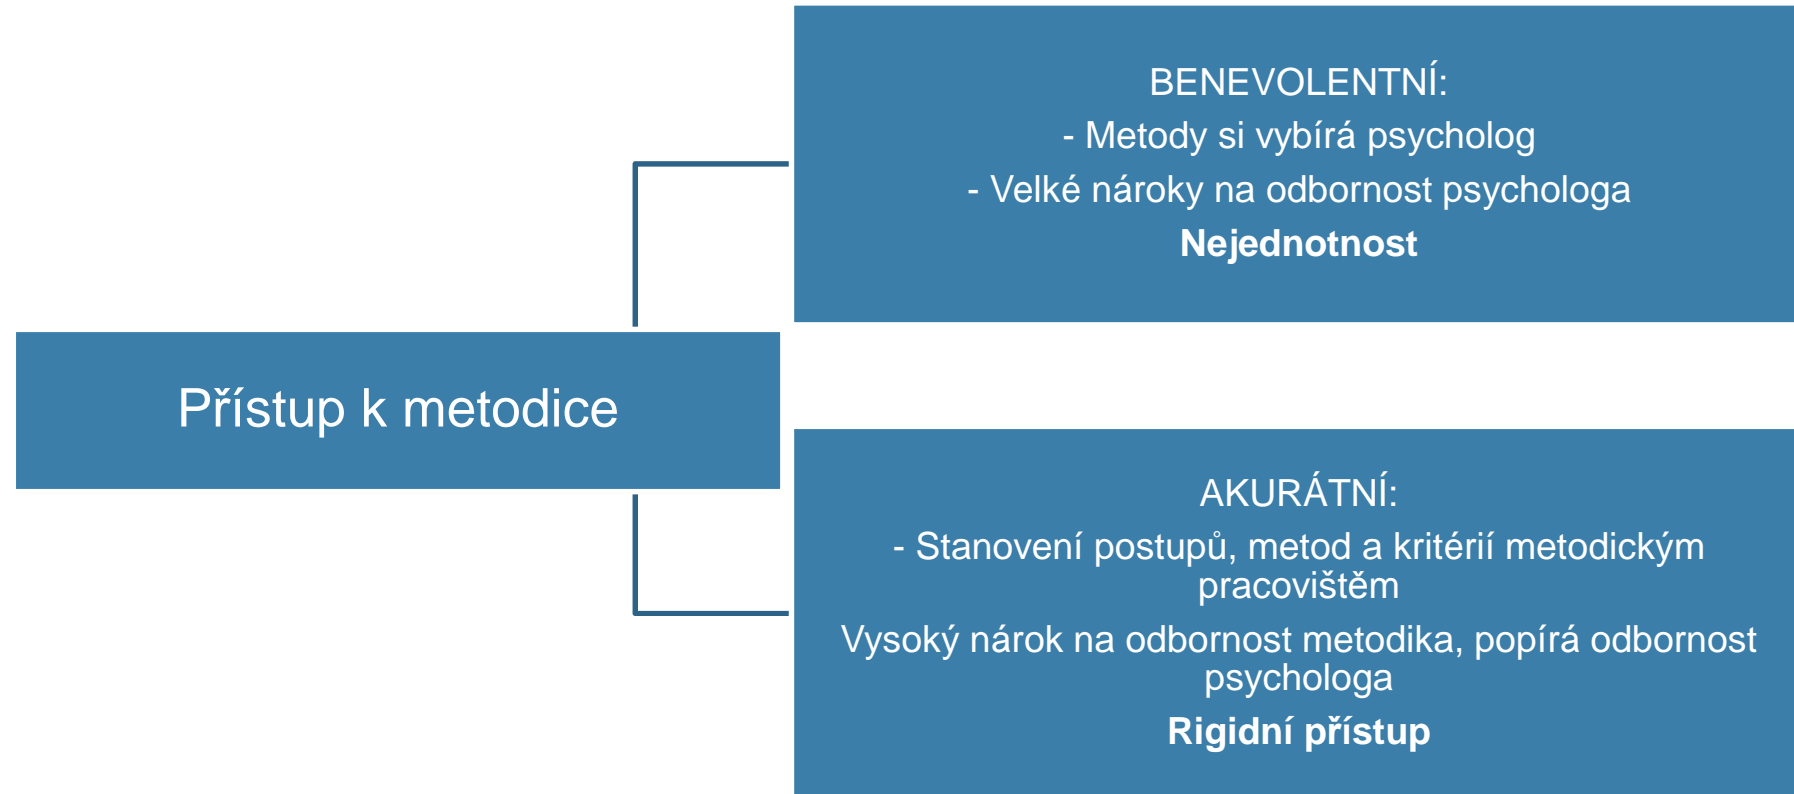 Přístup k metodice
BENEVOLENTNÍ:
- Metody si vybírá psycholog
- Velké nároky na odbornost psychologa
Nejednotnost
AKURÁTNÍ:
- Stanovení postupů, metod a kritérií metodickým
pracovištěm
Vysoký nárok na odbornost metodika, popírá odbornost
psychologa
Rigidní přístup